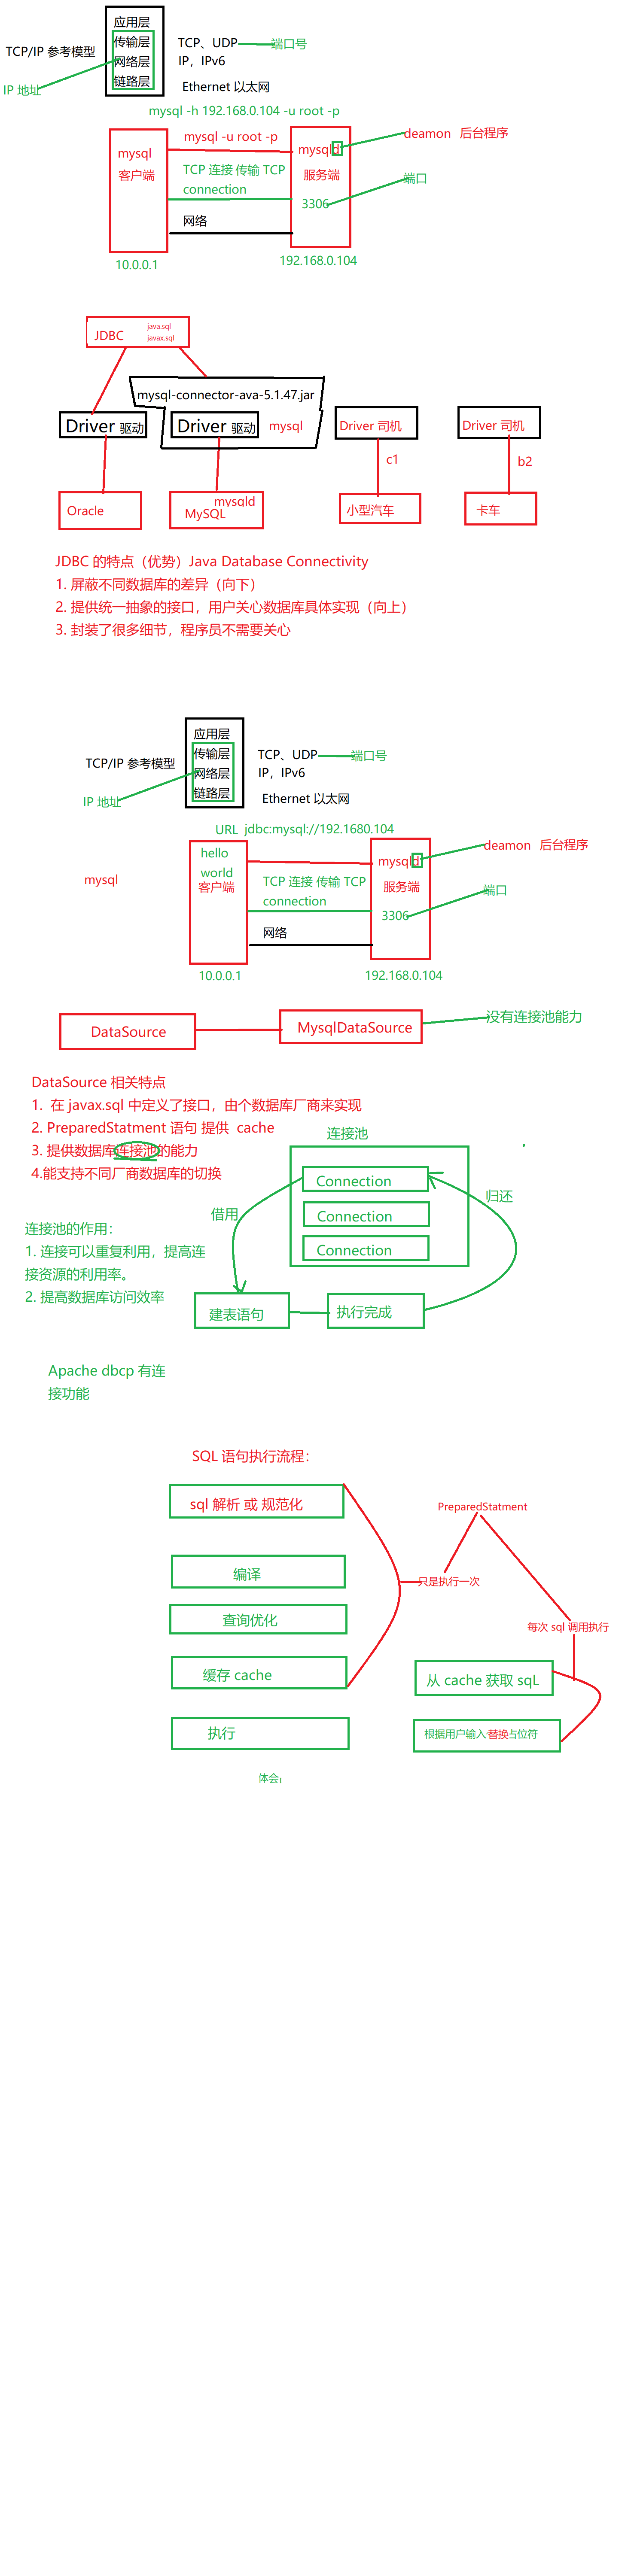 应用层
传输层
TCP、UDP
端口号
TCP/IP 参考模型
网络层
IP，IPv6
IP 地址
链路层
Ethernet 以太网
mysql -h 192.168.0.104 -u root -p
mysql -u root -p
deamon 后台程序
mysql
mysqld
客户端
TCP 连接 传输 TCP
connection
服务端
端口
3306
网络
10.0.0.1
192.168.0.104
JDBC
java.sql
javax.sql
mysql-connector-ava-5.1.47.jar
Driver 驱动
Driver 驱动
mysql
Driver 司机
Driver 司机
c1
b2
Oracle
mysqld
MySQL
小型汽车
卡车
JDBC 的特点（优势）Java Database Connectivity
1. 屏蔽不同数据库的差异（向下）
2. 提供统一抽象的接口，用户关心数据库具体实现（向上）
3. 封装了很多细节，程序员不需要关心
应用层
传输层
TCP、UDP
端口号
TCP/IP 参考模型
网络层
IP，IPv6
IP 地址
链路层
Ethernet 以太网
URL jdbc:mysql://192.1680.104
deamon 后台程序
hello
world
客户端
mysql
mysqld
TCP 连接 传输 TCP
connection
服务端
端口
3306
网络
10.0.0.1
192.168.0.104
DataSource
MysqlDataSource
没有连接池能力
DataSource 相关特点
1. 在 javax.sql 中定义了接口，由个数据库厂商来实现
2. PreparedStatment 语句 提供 cache
3. 提供数据库连接池的能力
4.能支持不同厂商数据库的切换
连接池
Connection
Connection
Connection
借用
归还
连接池的作用：
1. 连接可以重复利用，提高连
接资源的利用率。
2. 提高数据库访问效率
建表语句
执行完成
Apache dbcp 有连
接功能
SQL 语句执行流程：
sql 解析 或 规范化
PreparedStatment
编译
只是执行一次
查询优化
每次 sql 调用执行
缓存 cache
从 cache 获取 sqL
执行
根据用户输入替换占位符
体会1